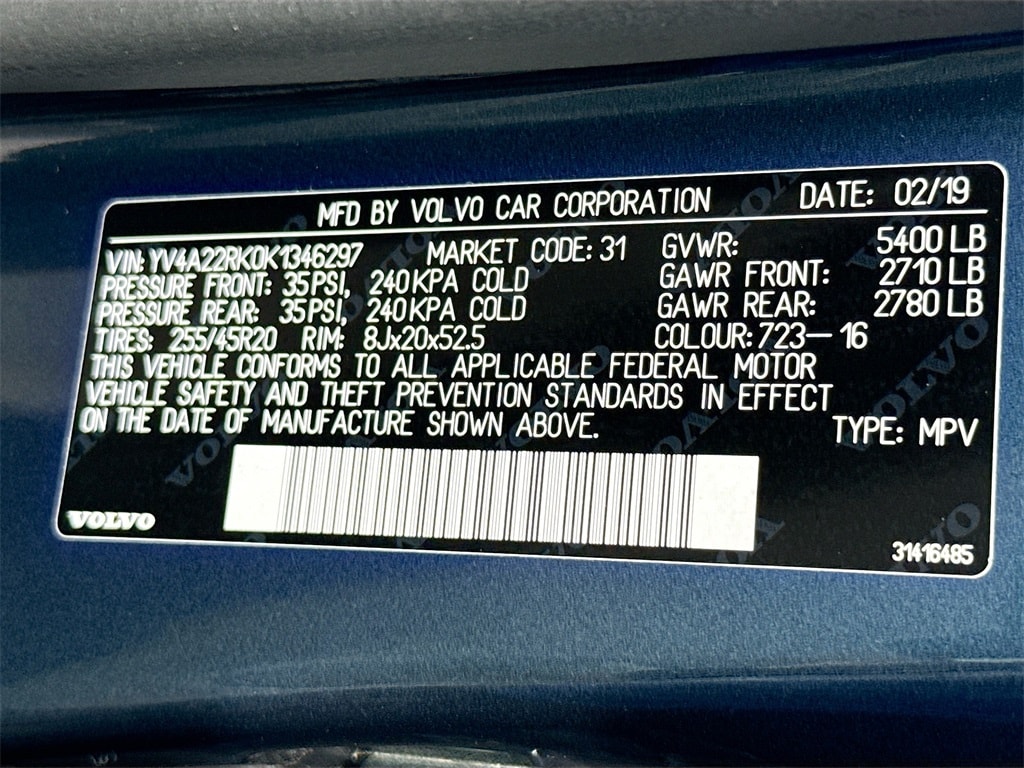 MFD BY VOLVO CAR CORPORATION DATE: 02/19
VIN: YV4A22RK0K1346297 MARKET CODE: 31 GVWR: 5400 LB
PRESSURE FRONT: 35PSI, 240KPA COLD GAWR FRONT: 2710 LB
PRESSURE REAR: 35PSI, 240KPA COLD GAWR REAR: 2780 LB
TIRES: 255/45R20 RIM: 8Jx20x52.5 COLOUR: 723-16
THIS VEHICLE CONFORMS TO ALL APPLICABLE FEDERAL MOTOR
VEHICLE SAFETY AND THEFT PREVENTION STANDARDS IN EFFECT
ON THE DATE OF MANUFACTURE SHOWN ABOVE. TYPE: MPV
VOLVO
31416485